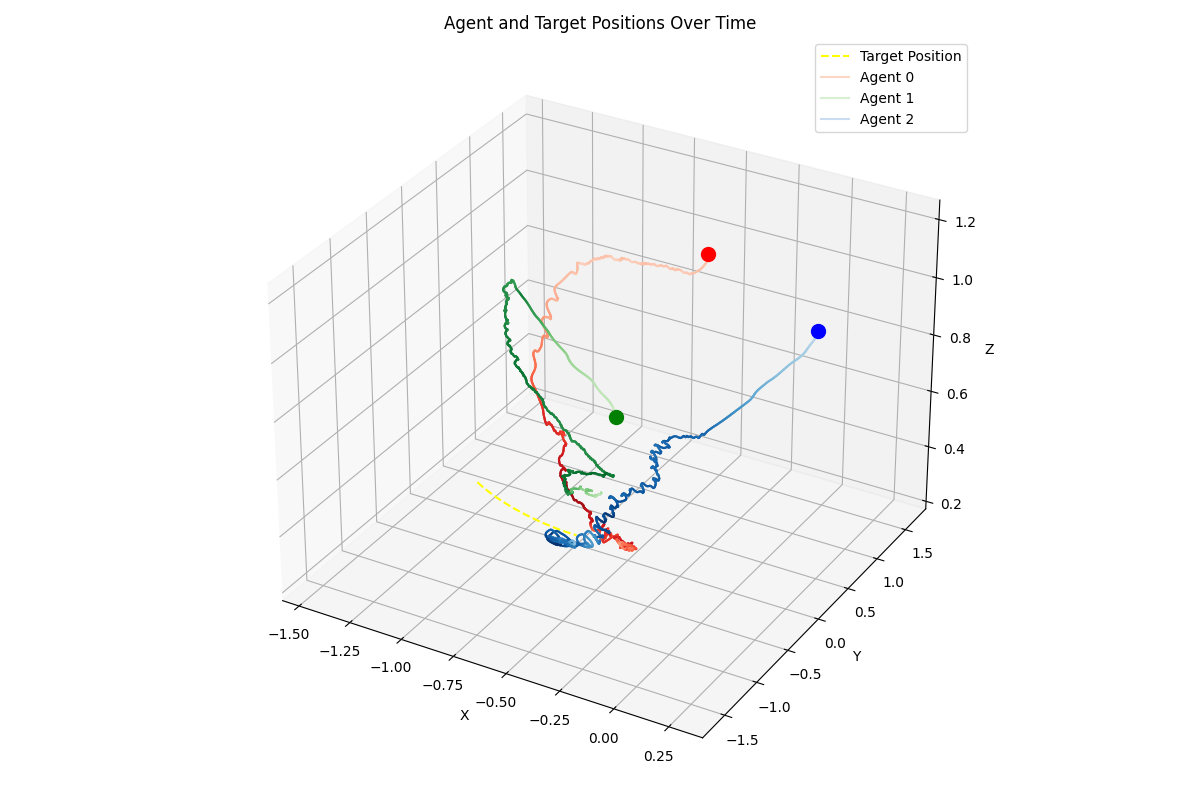 Agent and Target Positions Over Time
Target Position
Agent 0
Agent 1
Agent 2
1.2
1.0
0.8
0.6
0.4
0.2
Z
1.5
1.0
0.5
0.0
−0.5
−1.0
−1.5
Y
−1.50
−1.25
−1.00
−0.75
−0.50
−0.25
0.00
0.25
X